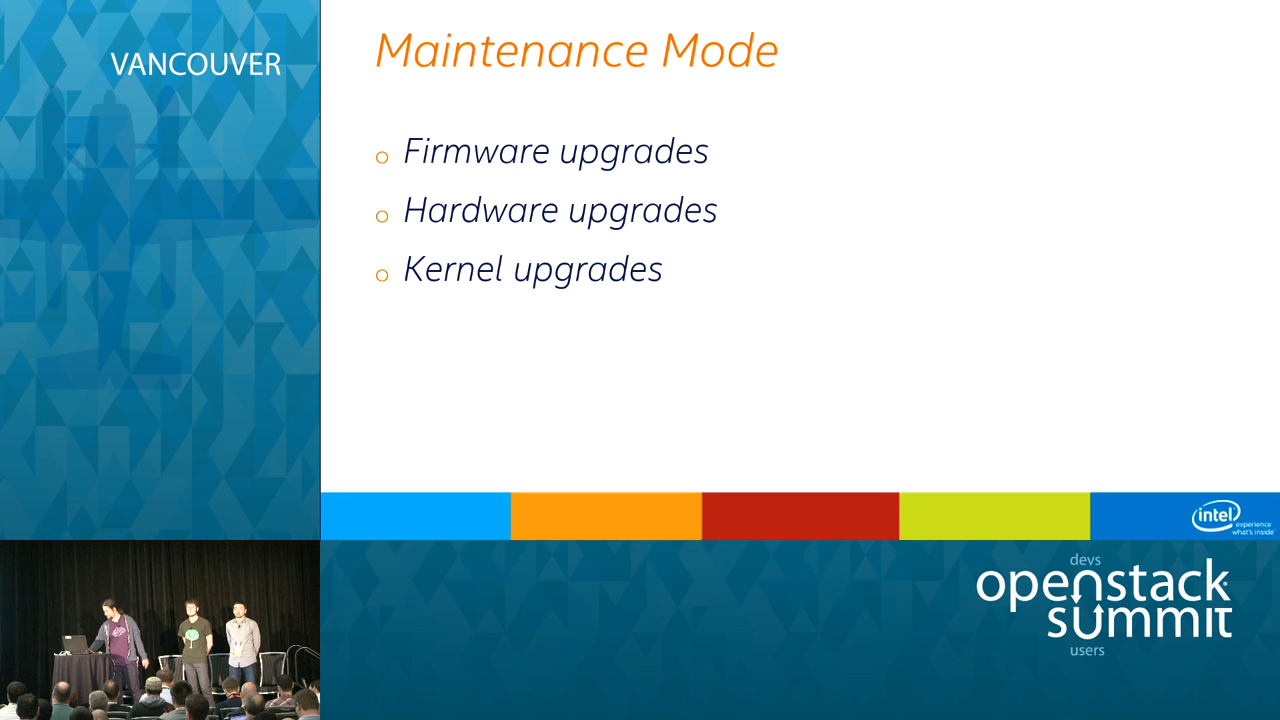 VANCOUVER
Maintenance Mode
Firmware upgrades
Hardware upgrades
Kernel upgrades
intel
experience
what's inside
devs
openstack
summit
users